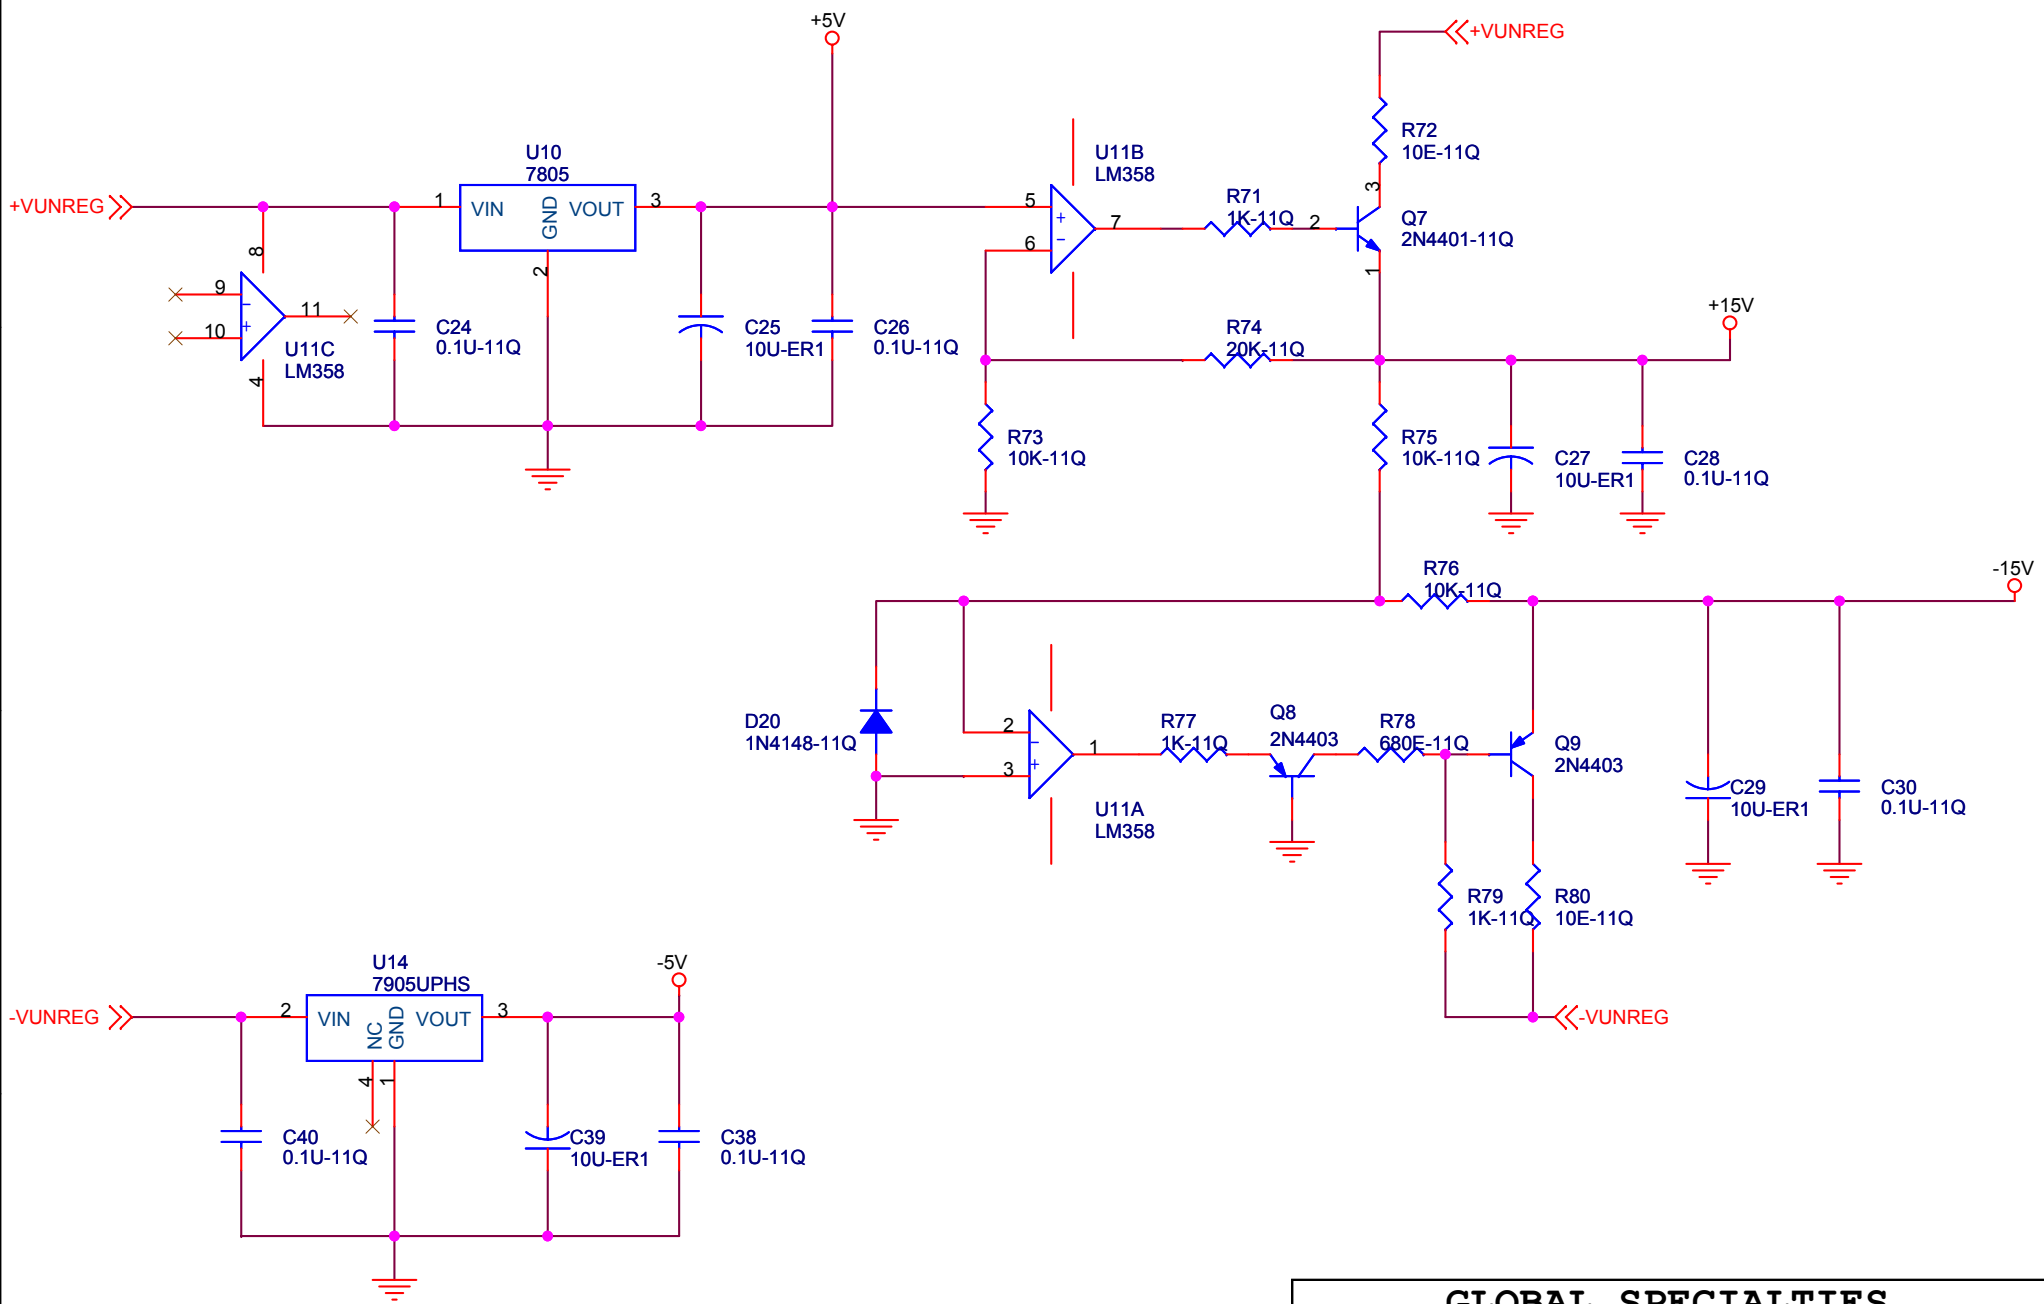 +5V
+VUNREG
R72
10E-11Q
3
U10
7805
U11B
LM358
+VUNREG
1
VIN
GND
VOUT
3
2
5
+
6
−
7
R71
1K-11Q
2
Q7
2N4401-11Q
1
8
9
−
10
+
11
4
U11C
LM358
C24
0.1U-11Q
C25
10U-ER1
C26
0.1U-11Q
R74
20K-11Q
+15V
R73
10K-11Q
R75
10K-11Q
C27
10U-ER1
C28
0.1U-11Q
R76
10K-11Q
-15V
D20
1N4148-11Q
2
−
3
+
1
U11A
LM358
R77
1K-11Q
Q8
2N4403
R78
680E-11Q
Q9
2N4403
C29
10U-ER1
C30
0.1U-11Q
R79
1K-11Q
R80
10E-11Q
-VUNREG
U14
7905UPHS
-5V
-VUNREG
2
VIN
NC
GND
VOUT
3
4
1
C40
0.1U-11Q
C39
10U-ER1
C38
0.1U-11Q
GLOBAL SPECIALTIES